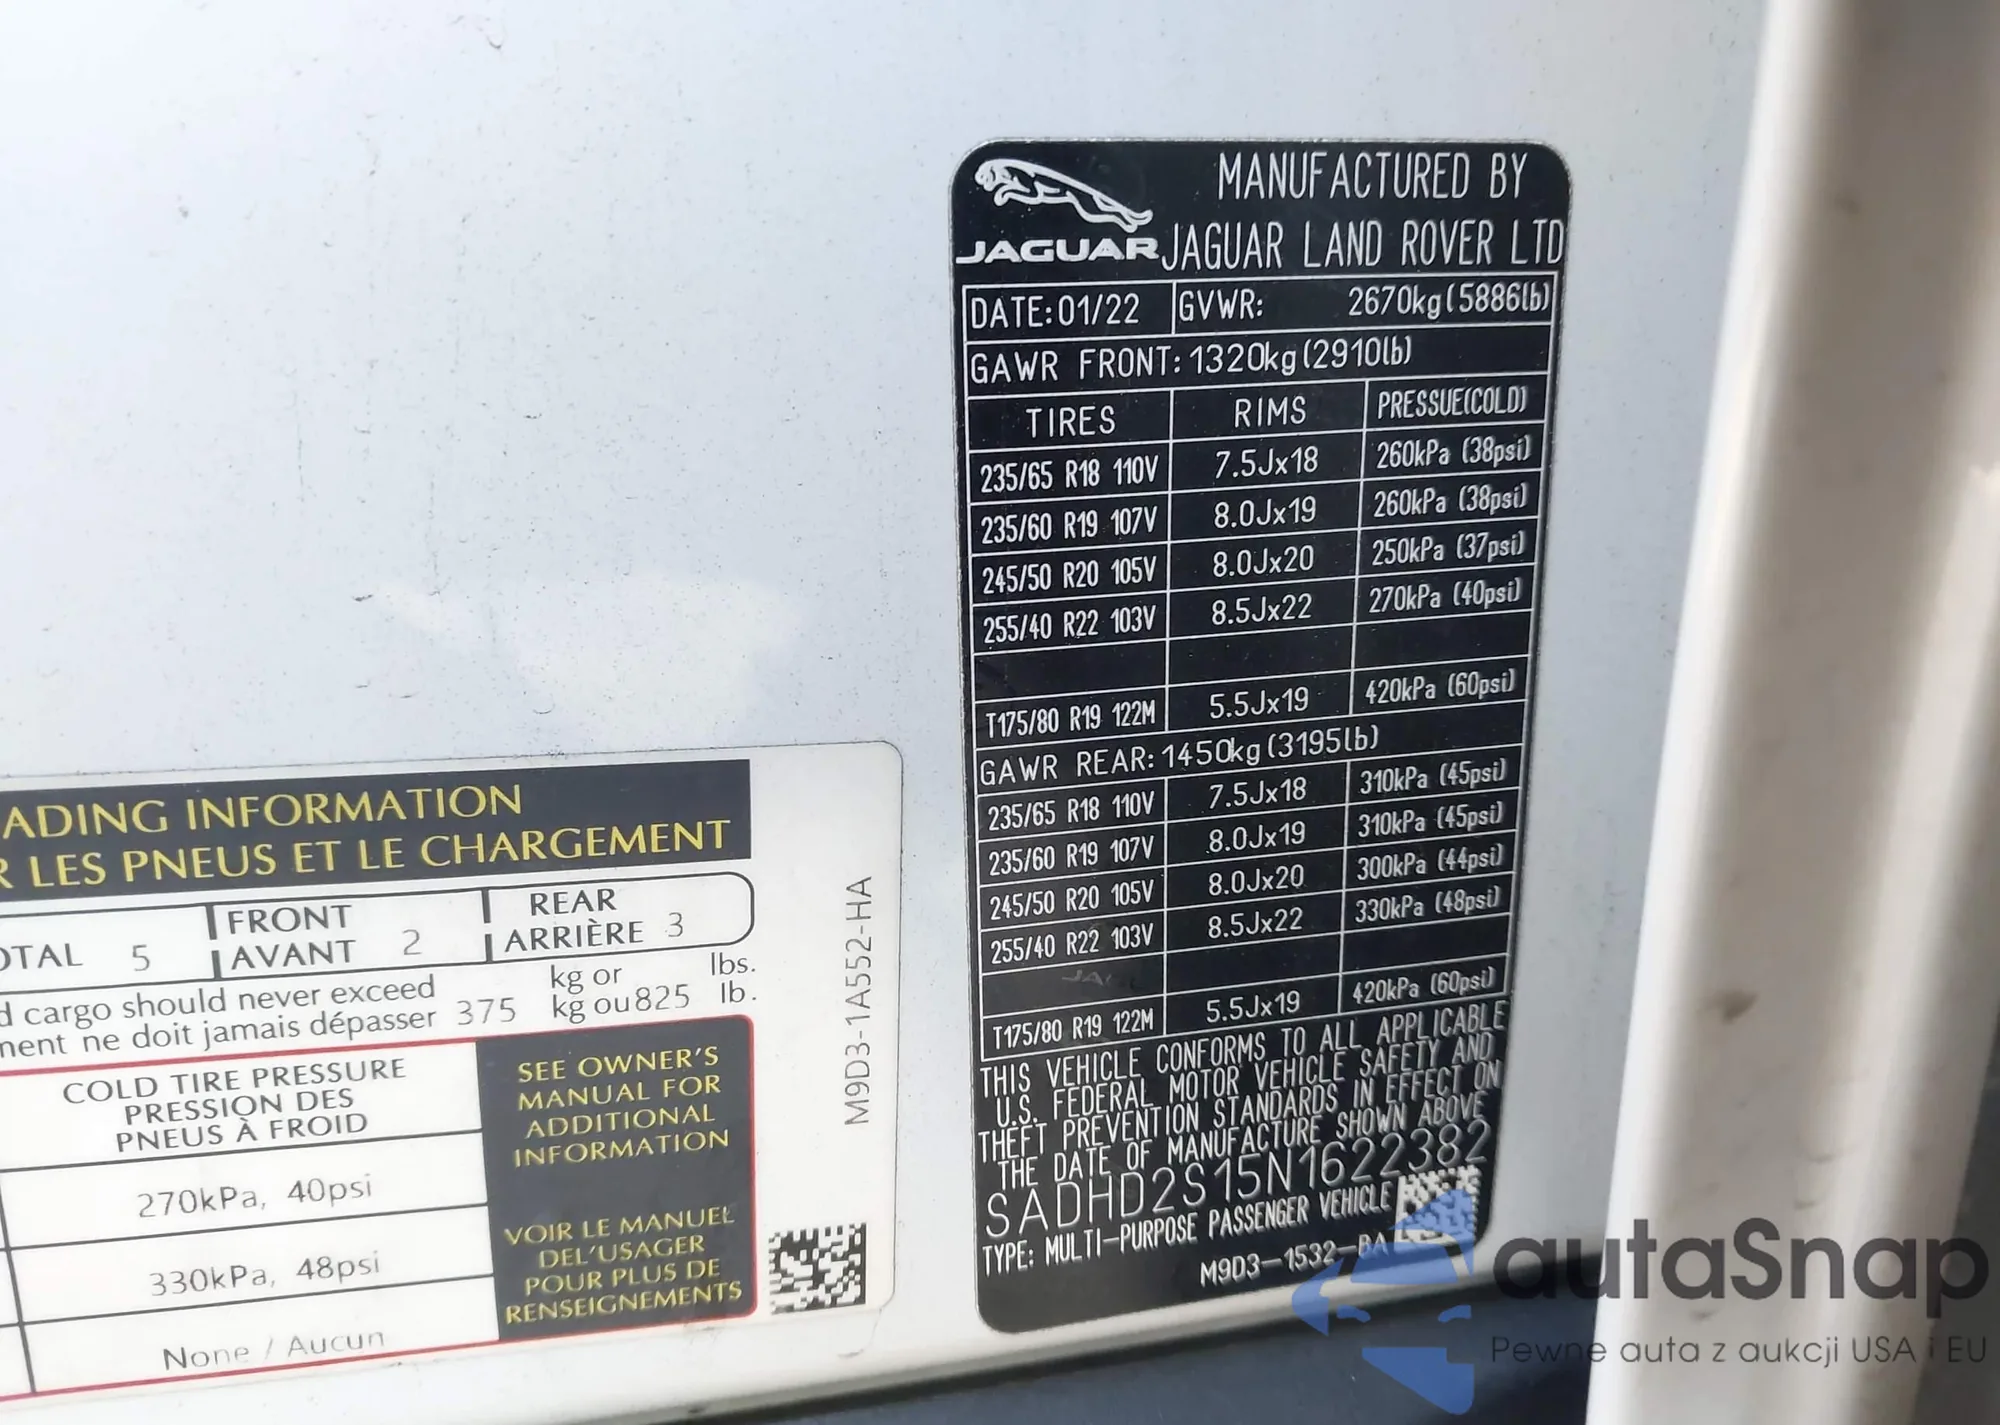 JAGUAR
MANUFACTURED BY
JAGUAR LAND ROVER LTD
DATE:01/22 GVWR: 2670kg(5886lb)
GAWR FRONT:1320kg(2910lb)
TIRES RIMS PRESSUE(COLD)
235/65 R18 110V 7.5Jx18 260kPa (38psi)
235/60 R19 107V 8.0Jx19 260kPa (38psi)
245/50 R20 105V 8.0Jx20 250kPa (37psi)
255/40 R22 103V 8.5Jx22 270kPa (40psi)
T175/80 R19 122M 5.5Jx19 420kPa (60psi)
GAWR REAR:1450kg(3195lb)
235/65 R18 110V 7.5Jx18 310kPa (45psi)
235/60 R19 107V 8.0Jx19 310kPa (45psi)
245/50 R20 105V 8.0Jx20 300kPa (44psi)
255/40 R22 103V 8.5Jx22 330kPa (48psi)
T175/80 R19 122M 5.5Jx19 420kPa (60psi)
THIS VEHICLE CONFORMS TO ALL APPLICABLE
U.S. FEDERAL MOTOR VEHICLE SAFETY AND
THEFT PREVENTION STANDARDS IN EFFECT ON
THE DATE OF MANUFACTURE SHOWN ABOVE
SADHD2S15N1622382
TYPE: MULTI-PURPOSE PASSENGER VEHICLE
M9D3-1532-BA
ADING INFORMATION
R LES PNEUS ET LE CHARGEMENT
OTAL 5 FRONT AVANT 2 REAR ARRIÈRE 3
d cargo should never exceed 375 kg or 825 lbs.
ment ne doit jamais dépasser kg ou lb.
COLD TIRE PRESSURE
PRESSION DES
PNEUS À FROID
270kPa, 40psi
330kPa, 48psi
None / Aucun
SEE OWNER'S
MANUAL FOR
ADDITIONAL
INFORMATION
VOIR LE MANUEL
DEL'USAGER
POUR PLUS DE
RENSEIGNEMENTS
M9D3-1A552-HA
autaSnap
Pewne auta z aukcji USA i EU